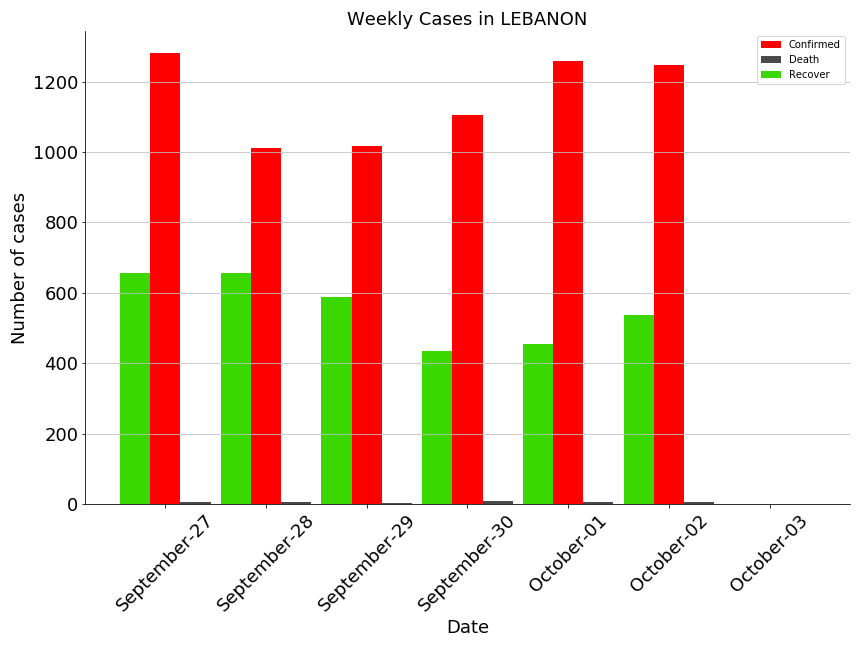 Weekly Cases in LEBANON
Confirmed
Death
Recover
Number of cases
1200
1000
800
600
400
200
0
September-27
September-28
September-29
September-30
October-01
October-02
October-03
Date